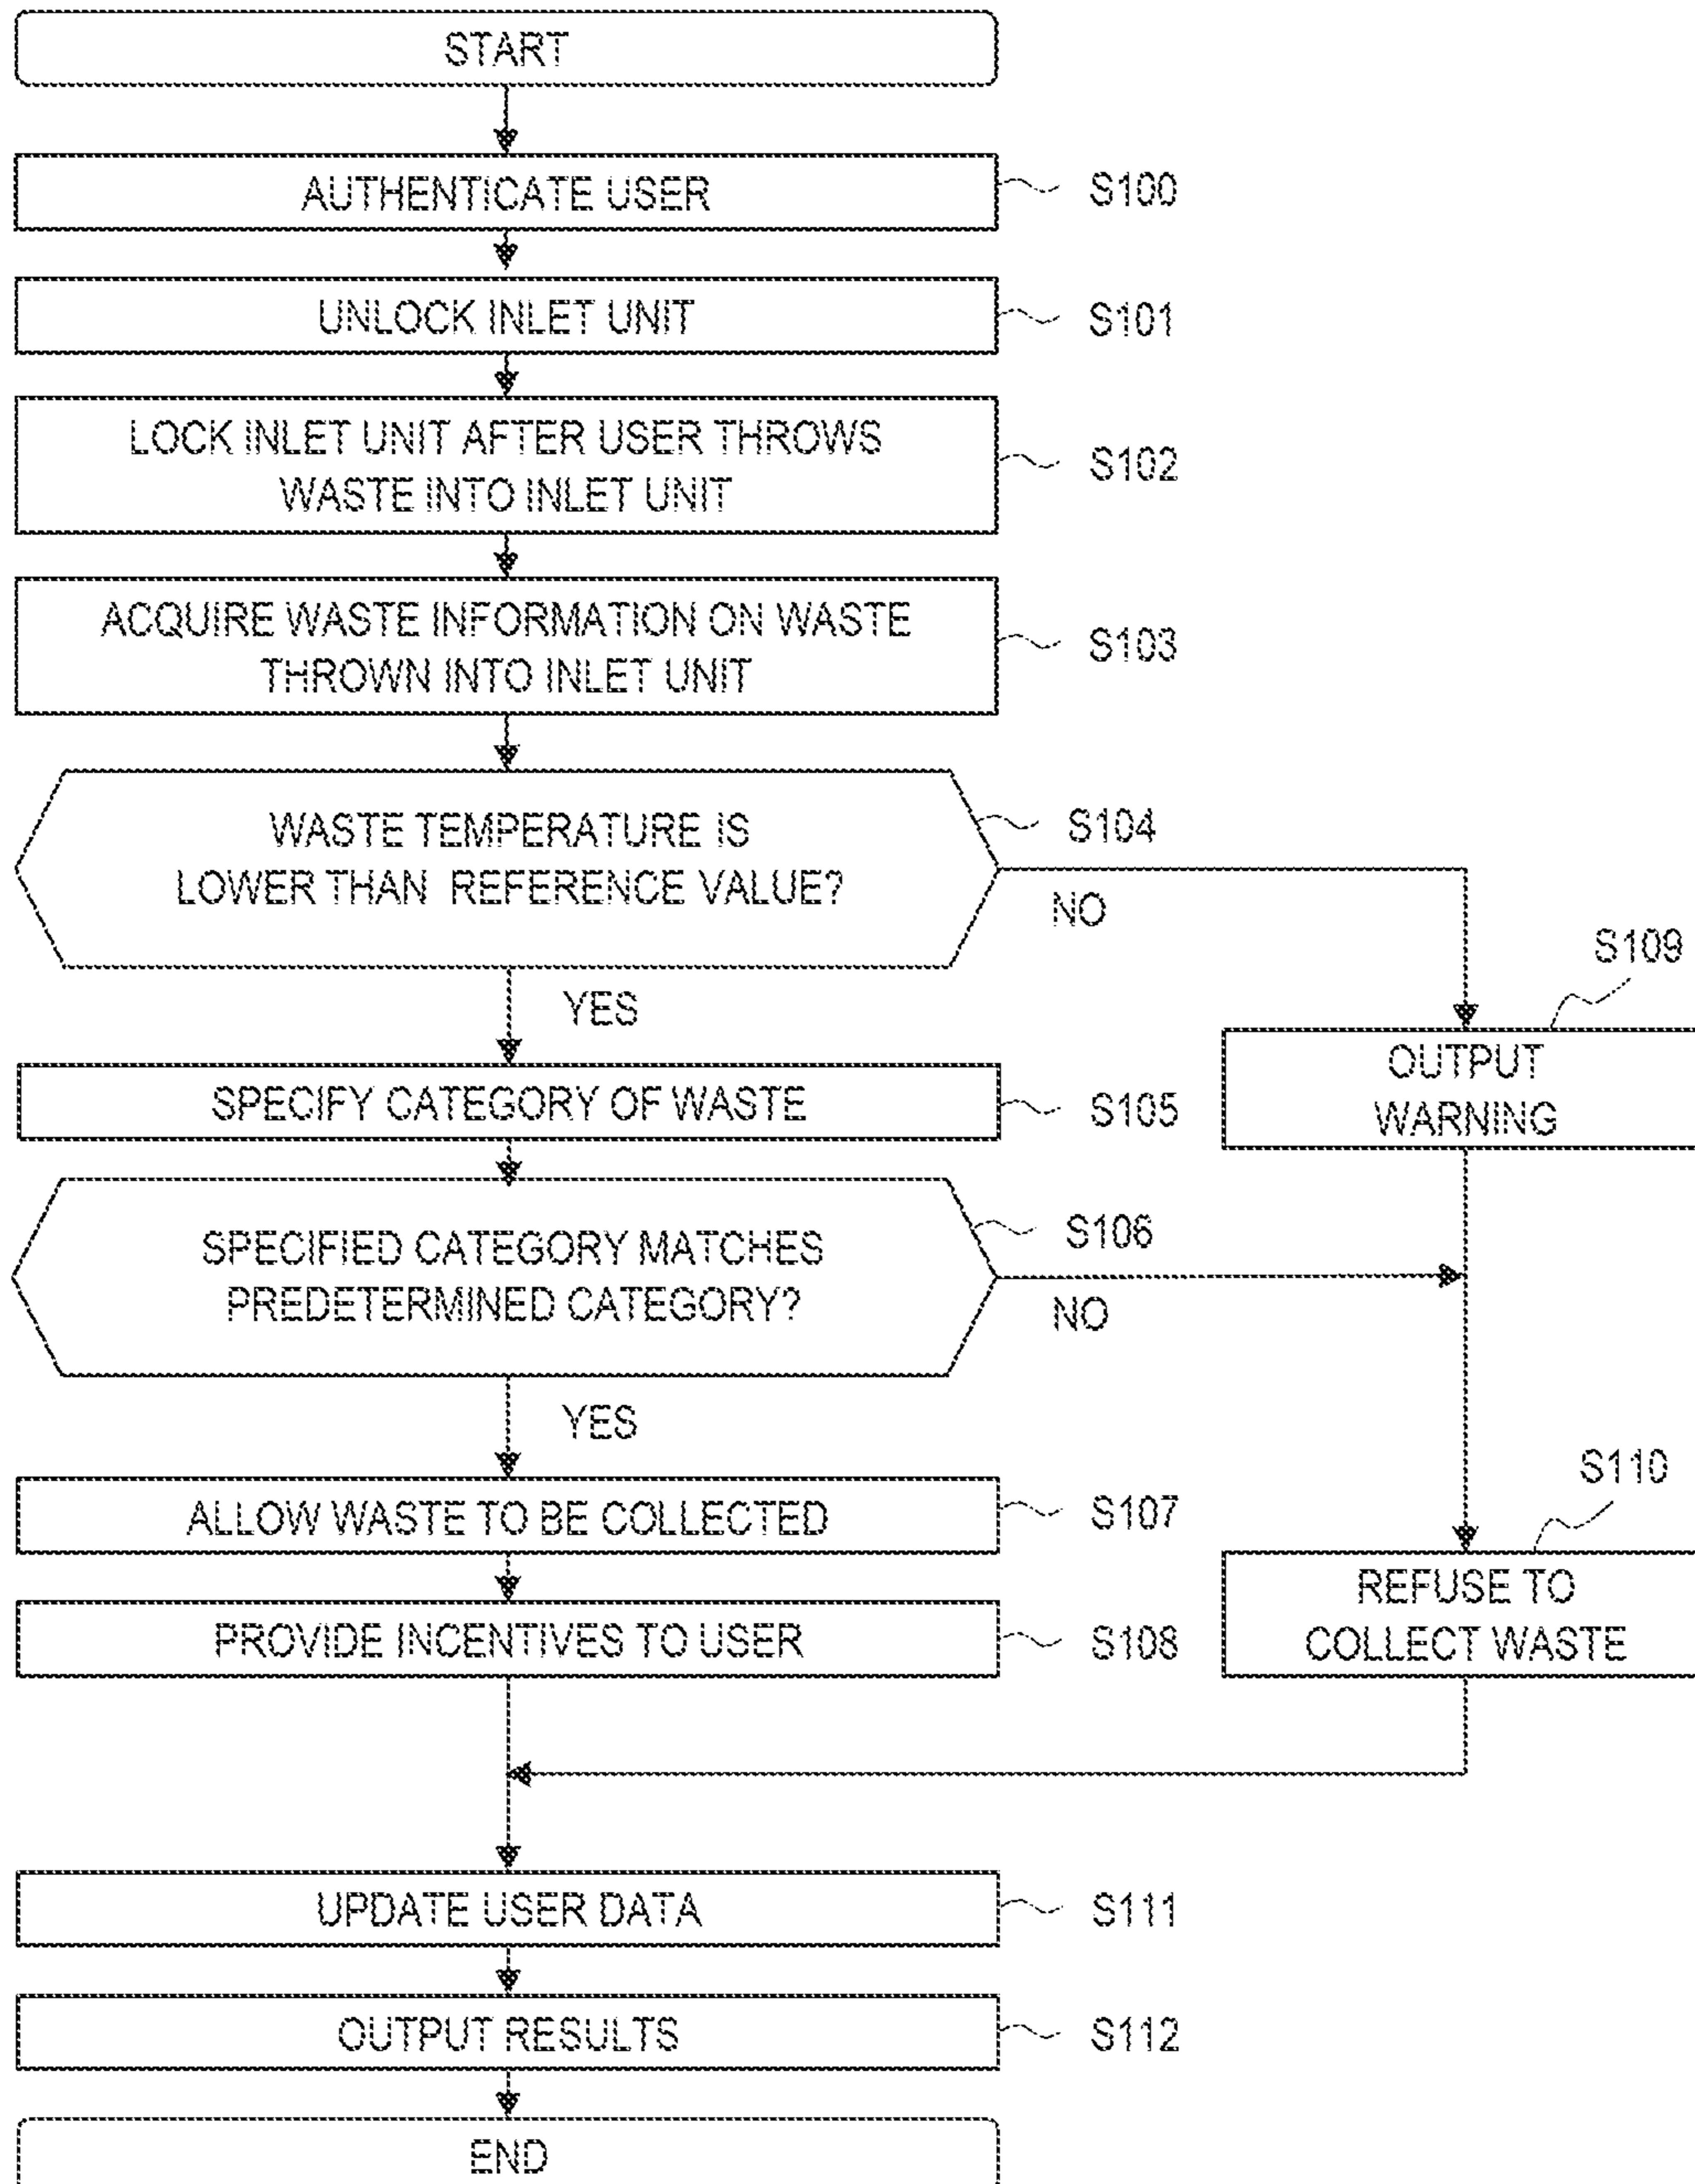 START
AUTHENTICATE USER
S100
UNLOCK INLET UNIT
S101
LOCK INLET UNIT AFTER USER THROWS
WASTE INTO INLET UNIT
S102
ACQUIRE WASTE INFORMATION ON WASTE
THROWN INTO INLET UNIT
S103
WASTE TEMPERATURE IS
LOWER THAN REFERENCE VALUE?
S104
NO
YES
S109
OUTPUT
WARNING
SPECIFY CATEGORY OF WASTE
S105
SPECIFIED CATEGORY MATCHES
PREDETERMINED CATEGORY?
S106
NO
YES
ALLOW WASTE TO BE COLLECTED
S107
S110
REFUSE TO
COLLECT WASTE
PROVIDE INCENTIVES TO USER
S108
UPDATE USER DATA
S111
OUTPUT RESULTS
S112
END